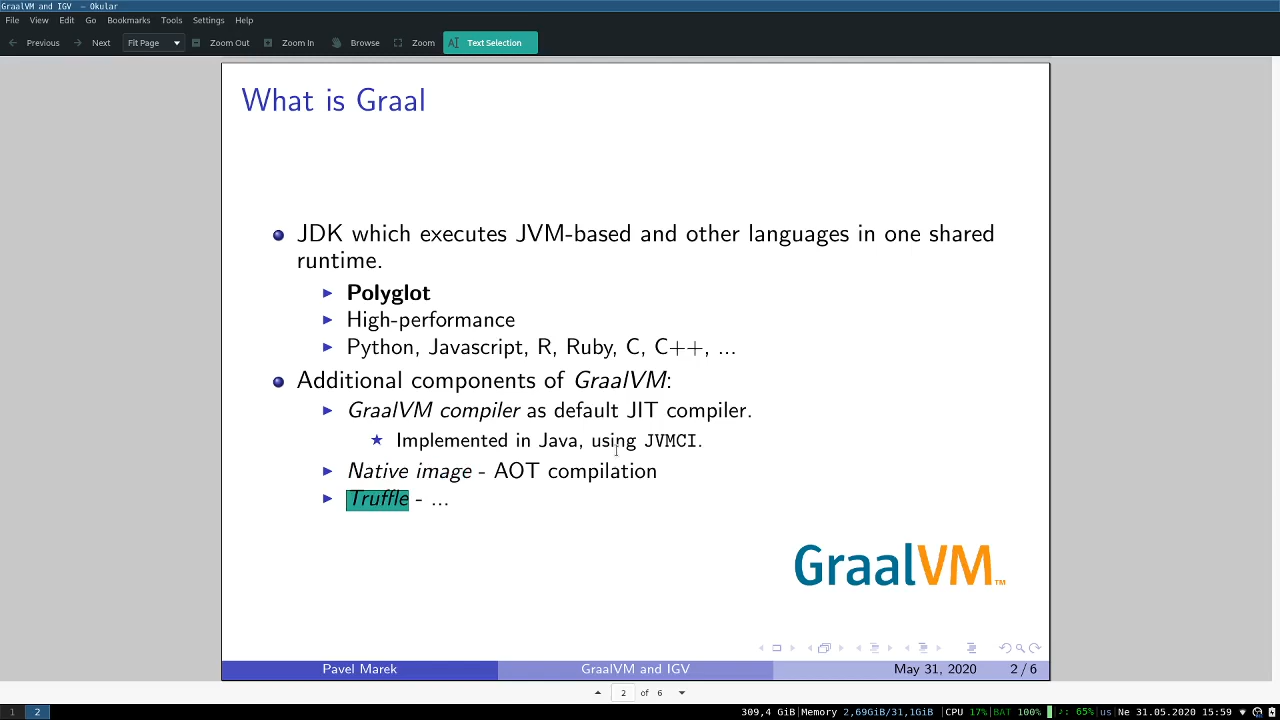 GraalVM and IGV – Okular
File View Edit Go Bookmarks Tools Settings Help
Previous Next Fit Page Zoom Out Zoom In Browse Zoom Text Selection
What is Graal
JDK which executes JVM-based and other languages in one shared
runtime.
Polyglot
High-performance
Python, Javascript, R, Ruby, C, C++, ...
Additional components of GraalVM:
GraalVM compiler as default JIT compiler.
Implemented in Java, using JVMCI.
Native image - AOT compilation
Truffle - ...
GraalVM™
Pavel Marek GraalVM and IGV May 31, 2020 2 / 6
2 of 6
1 2 309,4 GiB|Memory 2,69GiB/31,1GiB |CPU 17%|BAT 100% |♪: 65%|us|Ne 31.05.2020 15:59